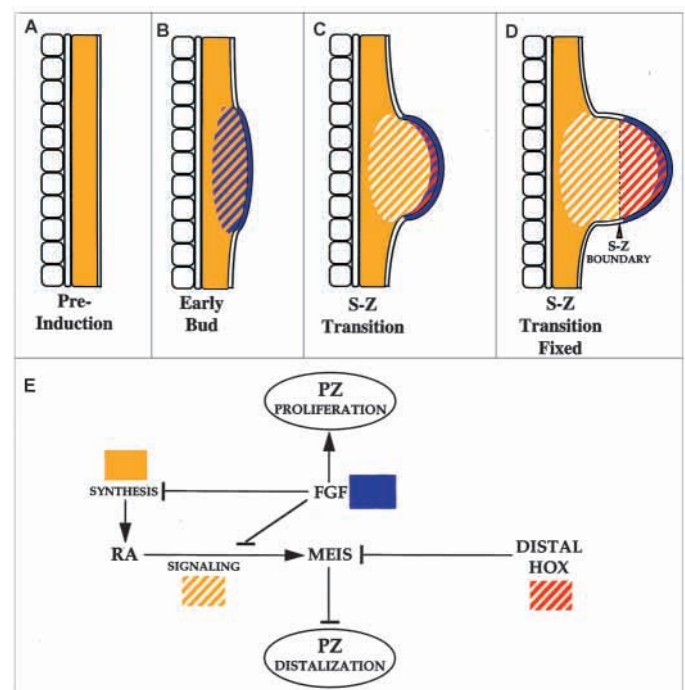 A
B
C
D
Pre-
Induction
Early
Bud
S-Z
Transition
S-Z
BOUNDARY
S-Z
Transition
Fixed
E
PZ
PROLIFERATION
SYNTHESIS
FGF
RA
SIGNALING
MEIS
DISTAL
HOX
PZ
DISTALIZATION